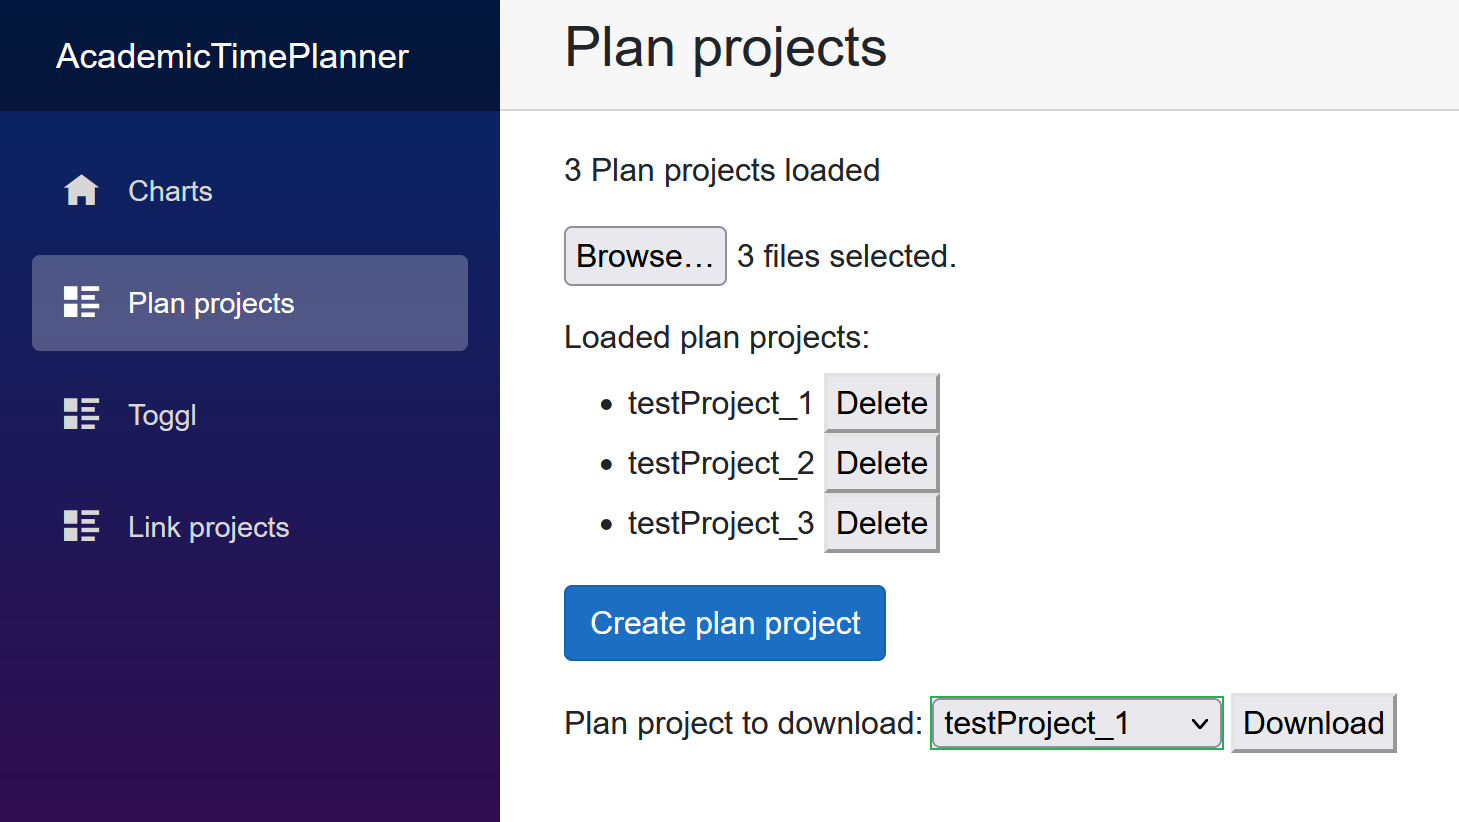 AcademicTimePlanner
Charts
Plan projects
Toggl
Link projects
Plan projects
3 Plan projects loaded
Browse… 3 files selected.
Loaded plan projects:
testProject_1 Delete
testProject_2 Delete
testProject_3 Delete
Create plan project
Plan project to download: testProject_1 Download